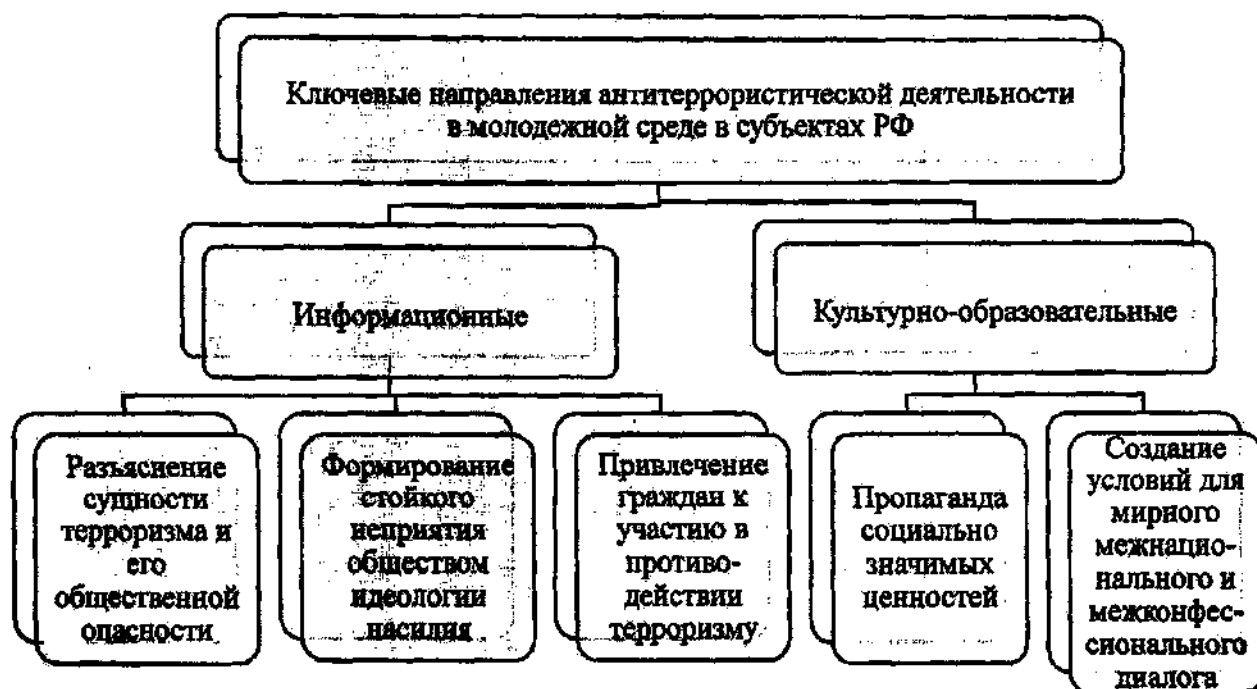 Ключевые направления антитеррористической деятельности
в молодежной среде в субъектах РФ
Информационные
Культурно-образовательные
Разъяснение
сущности
терроризма и
его
общественной
опасности
Формирование
стойкого
неприятия
обществом
идеологии
насилия
Привлечение
граждан к
участию в
противо-
действии
терроризму
Пропаганда
социально
значимых
ценностей
Создание
условий для
мирного
межнацио-
нального и
межконфес-
сионального
диалога